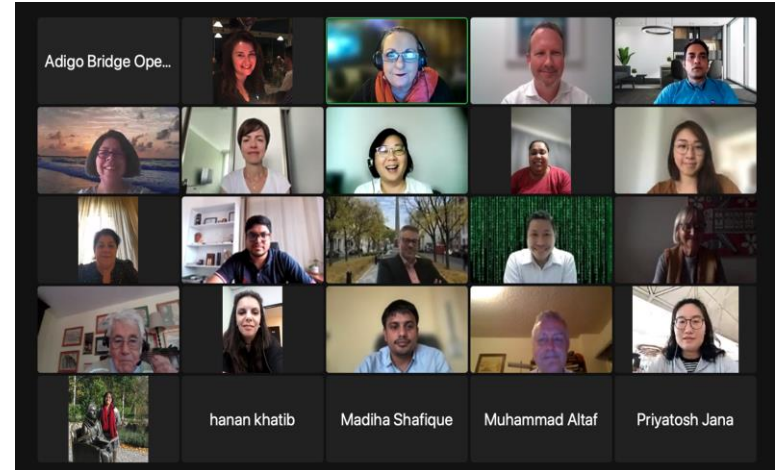 Adigo Bridge Ope...
hanan khatib
Madiha Shafique
Muhammad Altaf
Priyatosh Jana